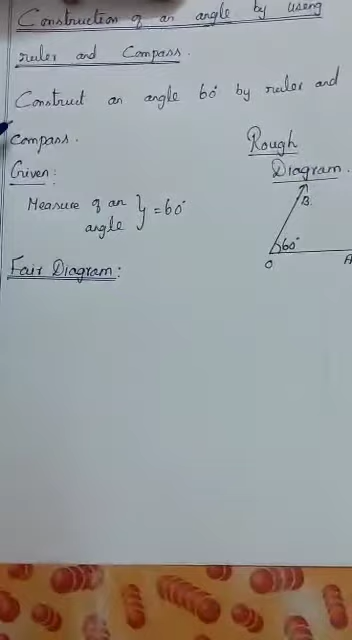 Construction of an angle by useng
ruler and Compass.
Construct an angle 60° by ruler and
Compass.
Rough
Diagram.
Given:
Measure of an
angle } = 60°
B
60°
O
A
Fair Diagram: